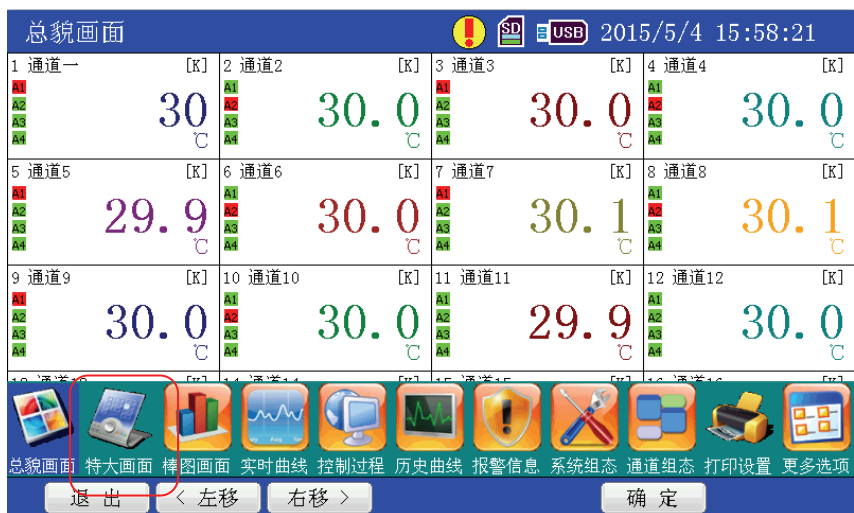 总貌画面 SD USB 2015/5/4 15:58:21
1 通道一 [K] 2 通道2 [K] 3 通道3 [K] 4 通道4 [K]
A1 A1 A1 A1
A2 30 A2 30.0 A2 30.0 A2 30.0
A3 A3 A3 A3
A4 ℃ A4 ℃ A4 ℃ A4 ℃
5 通道5 [K] 6 通道6 [K] 7 通道7 [K] 8 通道8 [K]
A1 A1 A1 A1
A2 29.9 A2 30.0 A2 30.1 A2 30.1
A3 A3 A3 A3
A4 ℃ A4 ℃ A4 ℃ A4 ℃
9 通道9 [K] 10 通道10 [K] 11 通道11 [K] 12 通道12 [K]
A1 A1 A1 A1
A2 30.0 A2 30.0 A2 29.9 A2 30.0
A3 A3 A3 A3
A4 ℃ A4 ℃ A4 ℃ A4 ℃
总貌画面 特大画面 棒图画面 实时曲线 控制过程 历史曲线 报警信息 系统组态 通道组态 打印设置 更多选项
退 出 < 左移 右移 > 确 定